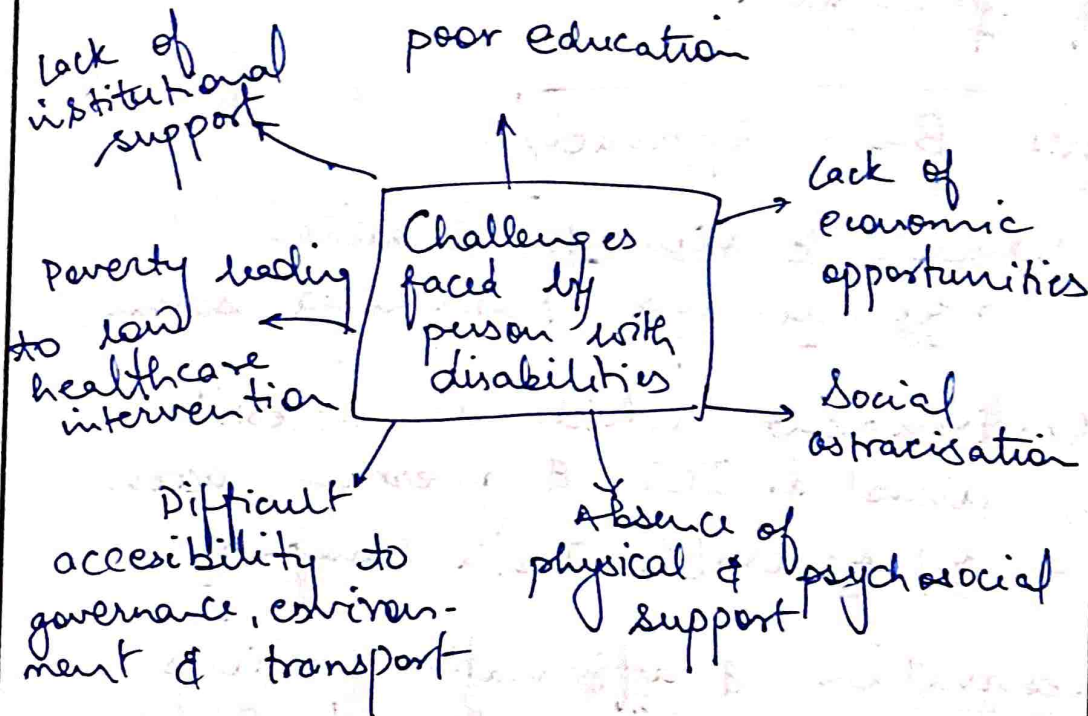 Lack of
institutional
support
poor education
Challenges
faced by
person with
disabilities
Lack of
economic
opportunities
Social
ostracisation
Absence of
physical & psychosocial
support
Difficult
accesibility to
governance, environ-
ment & transport
Poverty leading
to low
healthcare
intervention